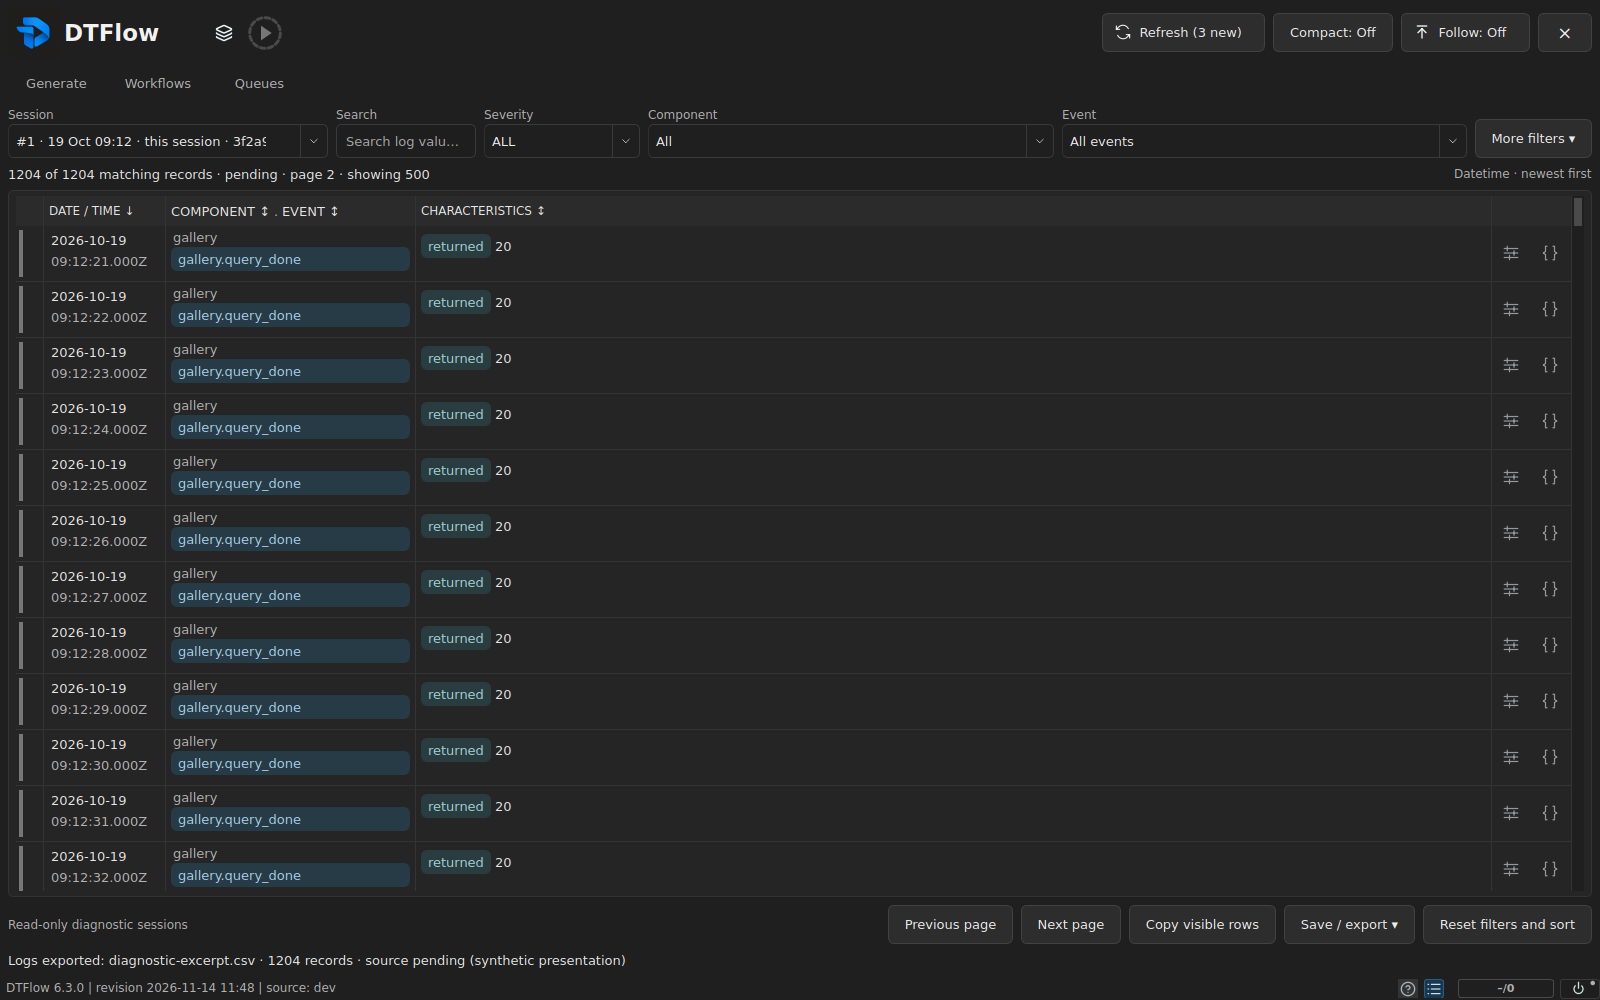 DTFlow
Refresh (3 new)
Compact: Off
Follow: Off
Generate
Workflows
Queues
Session
Search
Severity
Component
Event
#1 · 19 Oct 09:12 · this session · 3f2a
Search log valu...
ALL
All
All events
More filters ▾
1204 of 1204 matching records · pending · page 2 · showing 500
Datetime · newest first
DATE / TIME ↓
COMPONENT ↕ . EVENT ↕
CHARACTERISTICS ↕
2026-10-19
09:12:21.000Z
gallery
gallery.query_done
returned 20
{ }
2026-10-19
09:12:22.000Z
gallery
gallery.query_done
returned 20
{ }
2026-10-19
09:12:23.000Z
gallery
gallery.query_done
returned 20
{ }
2026-10-19
09:12:24.000Z
gallery
gallery.query_done
returned 20
{ }
2026-10-19
09:12:25.000Z
gallery
gallery.query_done
returned 20
{ }
2026-10-19
09:12:26.000Z
gallery
gallery.query_done
returned 20
{ }
2026-10-19
09:12:27.000Z
gallery
gallery.query_done
returned 20
{ }
2026-10-19
09:12:28.000Z
gallery
gallery.query_done
returned 20
{ }
2026-10-19
09:12:29.000Z
gallery
gallery.query_done
returned 20
{ }
2026-10-19
09:12:30.000Z
gallery
gallery.query_done
returned 20
{ }
2026-10-19
09:12:31.000Z
gallery
gallery.query_done
returned 20
{ }
2026-10-19
09:12:32.000Z
gallery
gallery.query_done
returned 20
{ }
Read-only diagnostic sessions
Previous page
Next page
Copy visible rows
Save / export ▾
Reset filters and sort
Logs exported: diagnostic-excerpt.csv · 1204 records · source pending (synthetic presentation)
DTFlow 6.3.0 | revision 2026-11-14 11:48 | source: dev
-/0